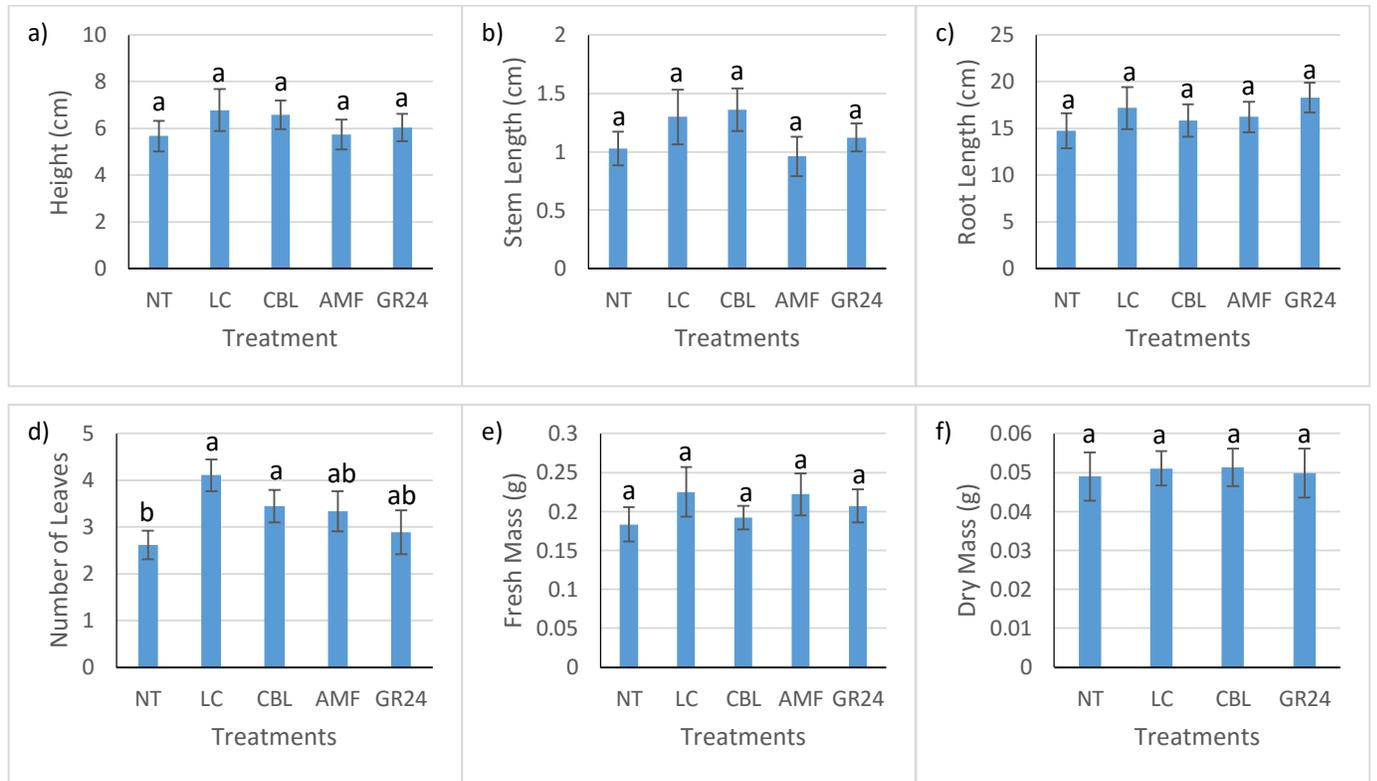 a)
Height (cm)
10
8
6
4
2
0
a a a a a
NT LC CBL AMF GR24
Treatment
b)
Stem Length (cm)
2
1.5
1
0.5
0
a a a a a
NT LC CBL AMF GR24
Treatments
c)
Root Length (cm)
25
20
15
10
5
0
a a a a a
NT LC CBL AMF GR24
Treatments
d)
Number of Leaves
5
4
3
2
1
0
b a a ab ab
NT LC CBL AMF GR24
Treatments
e)
Fresh Mass (g)
0.3
0.25
0.2
0.15
0.1
0.05
0
a a a a a
NT LC CBL AMF GR24
Treatments
f)
Dry Mass (g)
0.06
0.05
0.04
0.03
0.02
0.01
0
a a a a
NT LC CBL GR24
Treatments